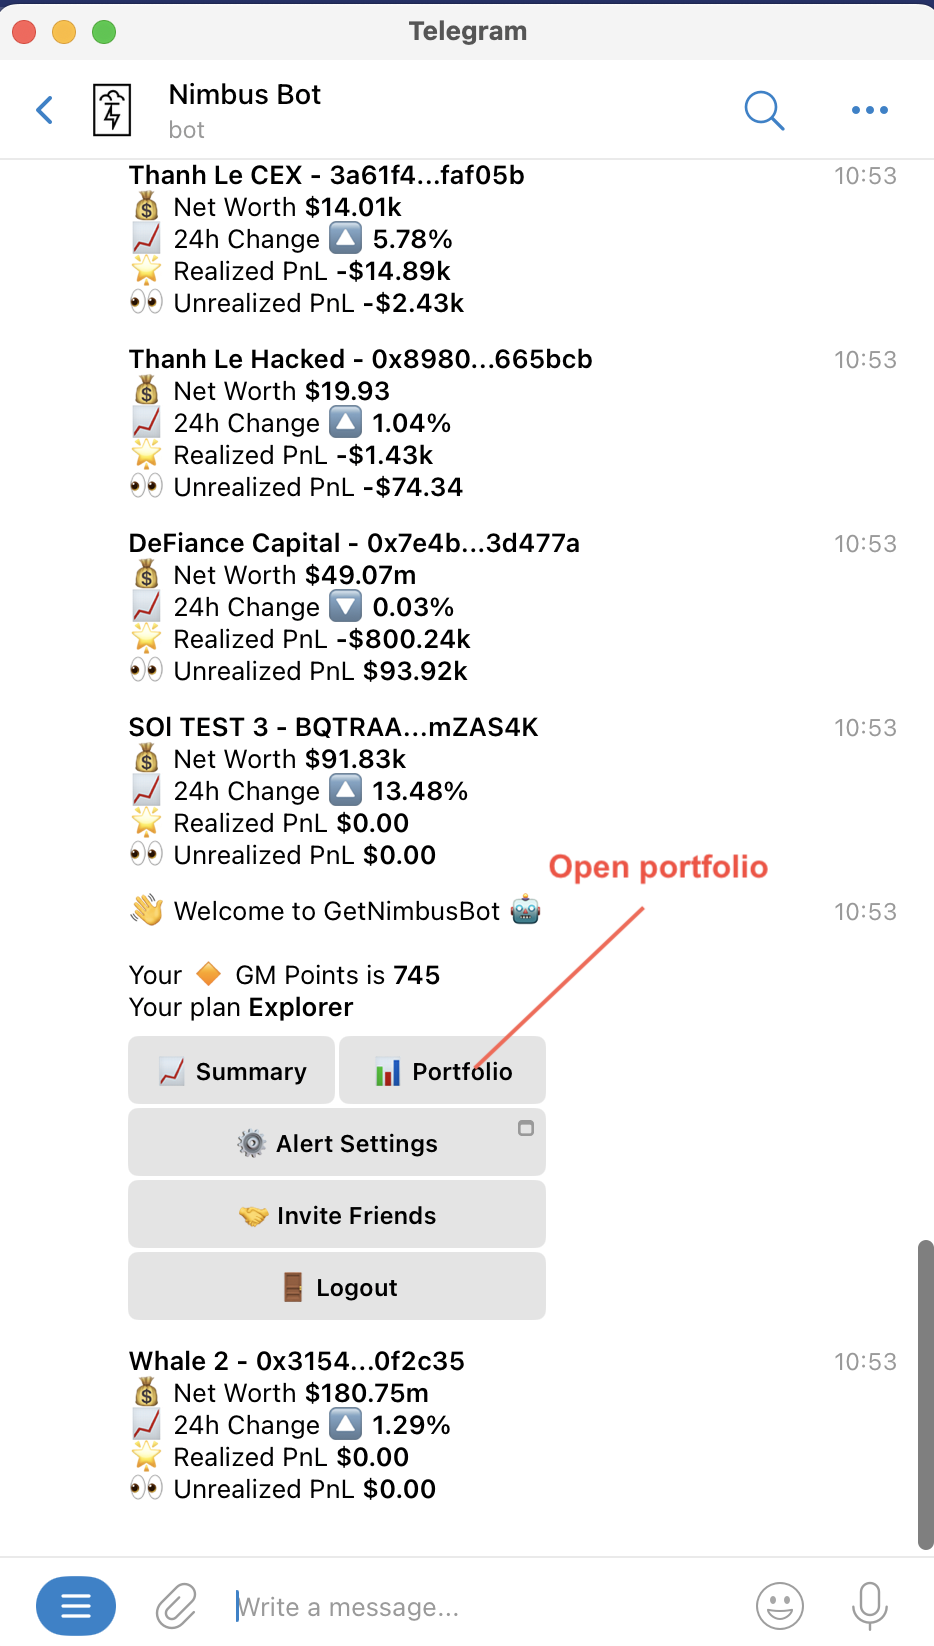 Telegram
Nimbus Bot
bot
Thanh Le CEX - 3a61f4...faf05b 10:53
💰 Net Worth $14.01k
📈 24h Change 🔼 5.78%
🌟 Realized PnL -$14.89k
👀 Unrealized PnL -$2.43k
Thanh Le Hacked - 0x8980...665bcb 10:53
💰 Net Worth $19.93
📈 24h Change 🔼 1.04%
🌟 Realized PnL -$1.43k
👀 Unrealized PnL -$74.34
DeFiance Capital - 0x7e4b...3d477a 10:53
💰 Net Worth $49.07m
📈 24h Change 🔽 0.03%
🌟 Realized PnL -$800.24k
👀 Unrealized PnL $93.92k
SOl TEST 3 - BQTRAA...mZAS4K 10:53
💰 Net Worth $91.83k
📈 24h Change 🔼 13.48%
🌟 Realized PnL $0.00
👀 Unrealized PnL $0.00
Open portfolio
👋 Welcome to GetNimbusBot 🤖 10:53
Your 🔸 GM Points is 745
Your plan Explorer
📈 Summary 📊 Portfolio
⚙️ Alert Settings
🤝 Invite Friends
🚪 Logout
Whale 2 - 0x3154...0f2c35 10:53
💰 Net Worth $180.75m
📈 24h Change 🔼 1.29%
🌟 Realized PnL $0.00
👀 Unrealized PnL $0.00
Write a message...